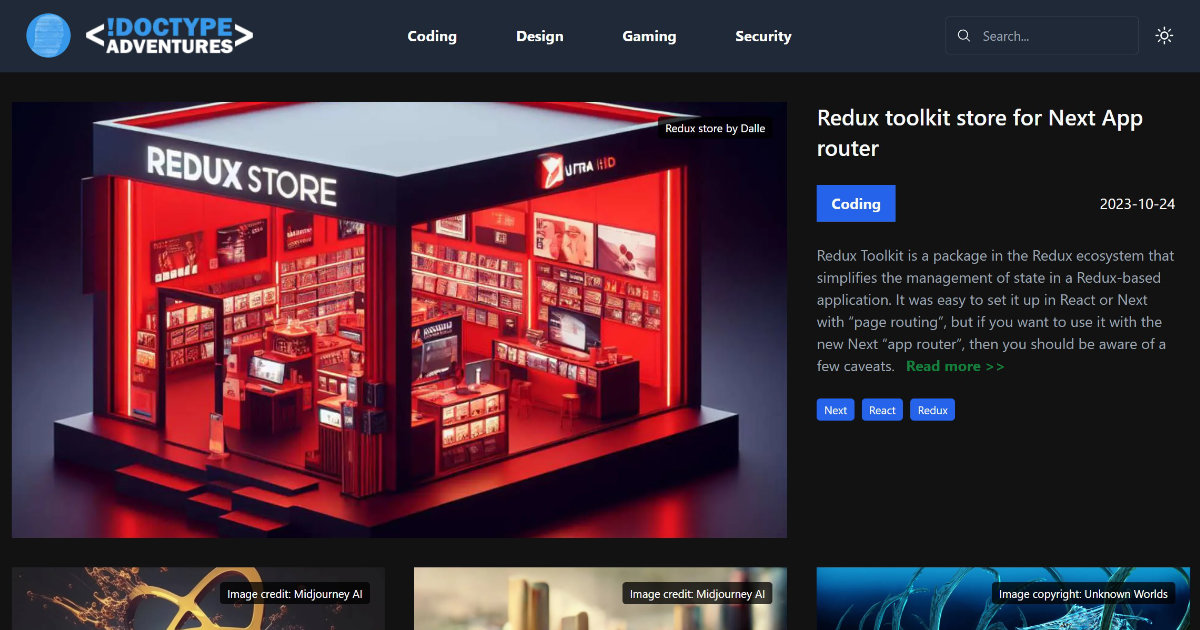 <!DOCTYPE
ADVENTURES>
Coding
Design
Gaming
Security
Search...
Redux store by Dalle
REDUX STORE
Redux toolkit store for Next App
router
Coding
2023-10-24
Redux Toolkit is a package in the Redux ecosystem that
simplifies the management of state in a Redux-based
application. It was easy to set it up in React or Next
with “page routing”, but if you want to use it with the
new Next “app router”, then you should be aware of a
few caveats. Read more >>
Next
React
Redux
Image credit: Midjourney AI
Image credit: Midjourney AI
Image copyright: Unknown Worlds